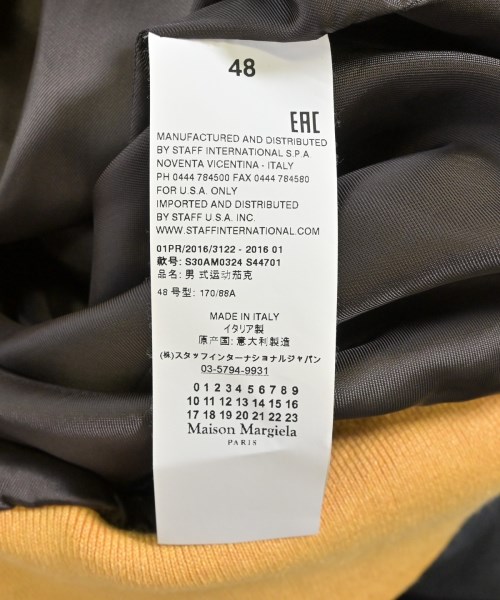 48
EAC
MANUFACTURED AND DISTRIBUTED
BY STAFF INTERNATIONAL S.P.A
NOVENTA VICENTINA - ITALY
PH 0444 784500 FAX 0444 784580
FOR U.S.A. ONLY
IMPORTED AND DISTRIBUTED
BY STAFF U.S.A. INC.
WWW.STAFFINTERNATIONAL.COM
01PR/2016/3122 - 2016 01
款号: S30AM0324 S44701
品名: 男 式运动茄克
48 号型: 170/88A
MADE IN ITALY
イタリア製
原产国: 意大利製造
(株)スタッフインターナショナルジャパン
03-5794-9931
0 1 2 3 4 5 6 7 8 9
10 11 12 13 14 15 16
17 18 19 20 21 22 23
Maison Margiela
PARIS